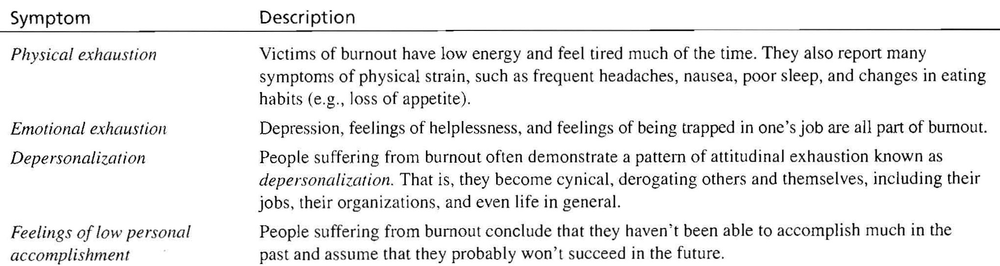 Symptom Description
Physical exhaustion Victims of burnout have low energy and feel tired much of the time. They also report many
symptoms of physical strain, such as frequent headaches, nausea, poor sleep, and changes in eating
habits (e.g., loss of appetite).
Emotional exhaustion Depression, feelings of helplessness, and feelings of being trapped in one's job are all part of burnout.
Depersonalization People suffering from burnout often demonstrate a pattern of attitudinal exhaustion known as
depersonalization. That is, they become cynical, derogating others and themselves, including their
jobs, their organizations, and even life in general.
Feelings of low personal People suffering from burnout conclude that they haven't been able to accomplish much in the
accomplishment past and assume that they probably won't succeed in the future.